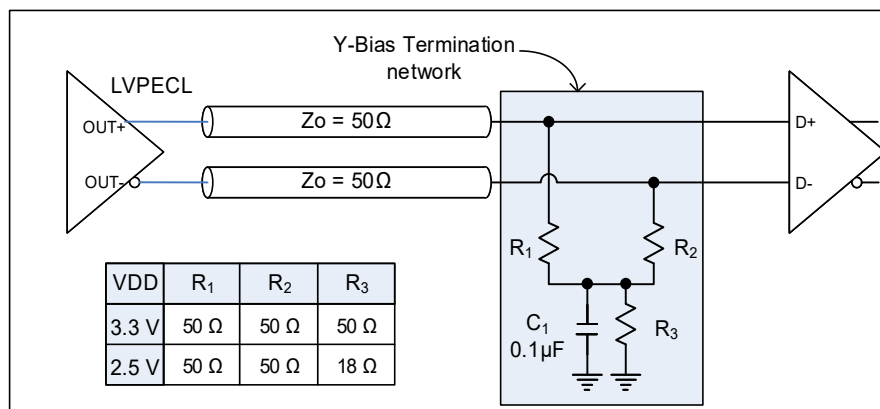 Y-Bias Termination
network
LVPECL
OUT+
Zo = 50Ω
D+
OUT-
Zo = 50Ω
D-
R₁
R₂
VDD R₁ R₂ R₃
3.3 V 50 Ω 50 Ω 50 Ω
2.5 V 50 Ω 50 Ω 18 Ω
C₁
0.1µF
R₃